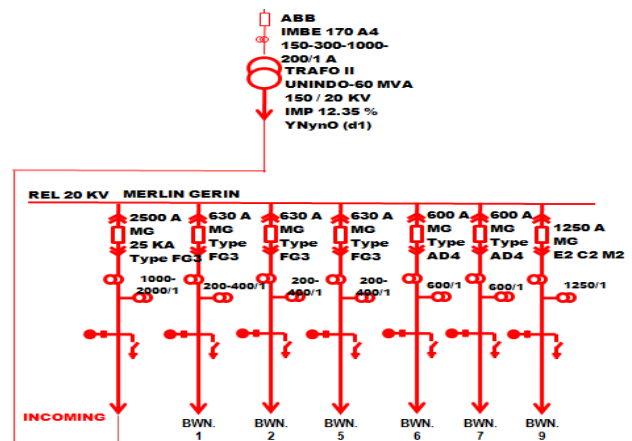 ABB
IMBE 170 A4
150-300-1000-
200/1 A
TRAFO II
UNINDO-60 MVA
150 / 20 KV
IMP 12.35 %
YNynO (d1)
REL 20 KV MERLIN GERIN
2500 A
MG
25 KA
Type FG3
630 A
MG
Type
FG3
630 A
MG
Type
FG3
630 A
MG
Type
FG3
600 A
MG
Type
AD4
600 A
MG
Type
AD4
1250 A
MG
E2 C2 M2
1000-
2000/1
200-400/1
200-
400/1
200-
400/1
600/1
600/1
1250/1
INCOMING
BWN.
1
BWN.
2
BWN.
5
BWN.
6
BWN.
7
BWN.
9